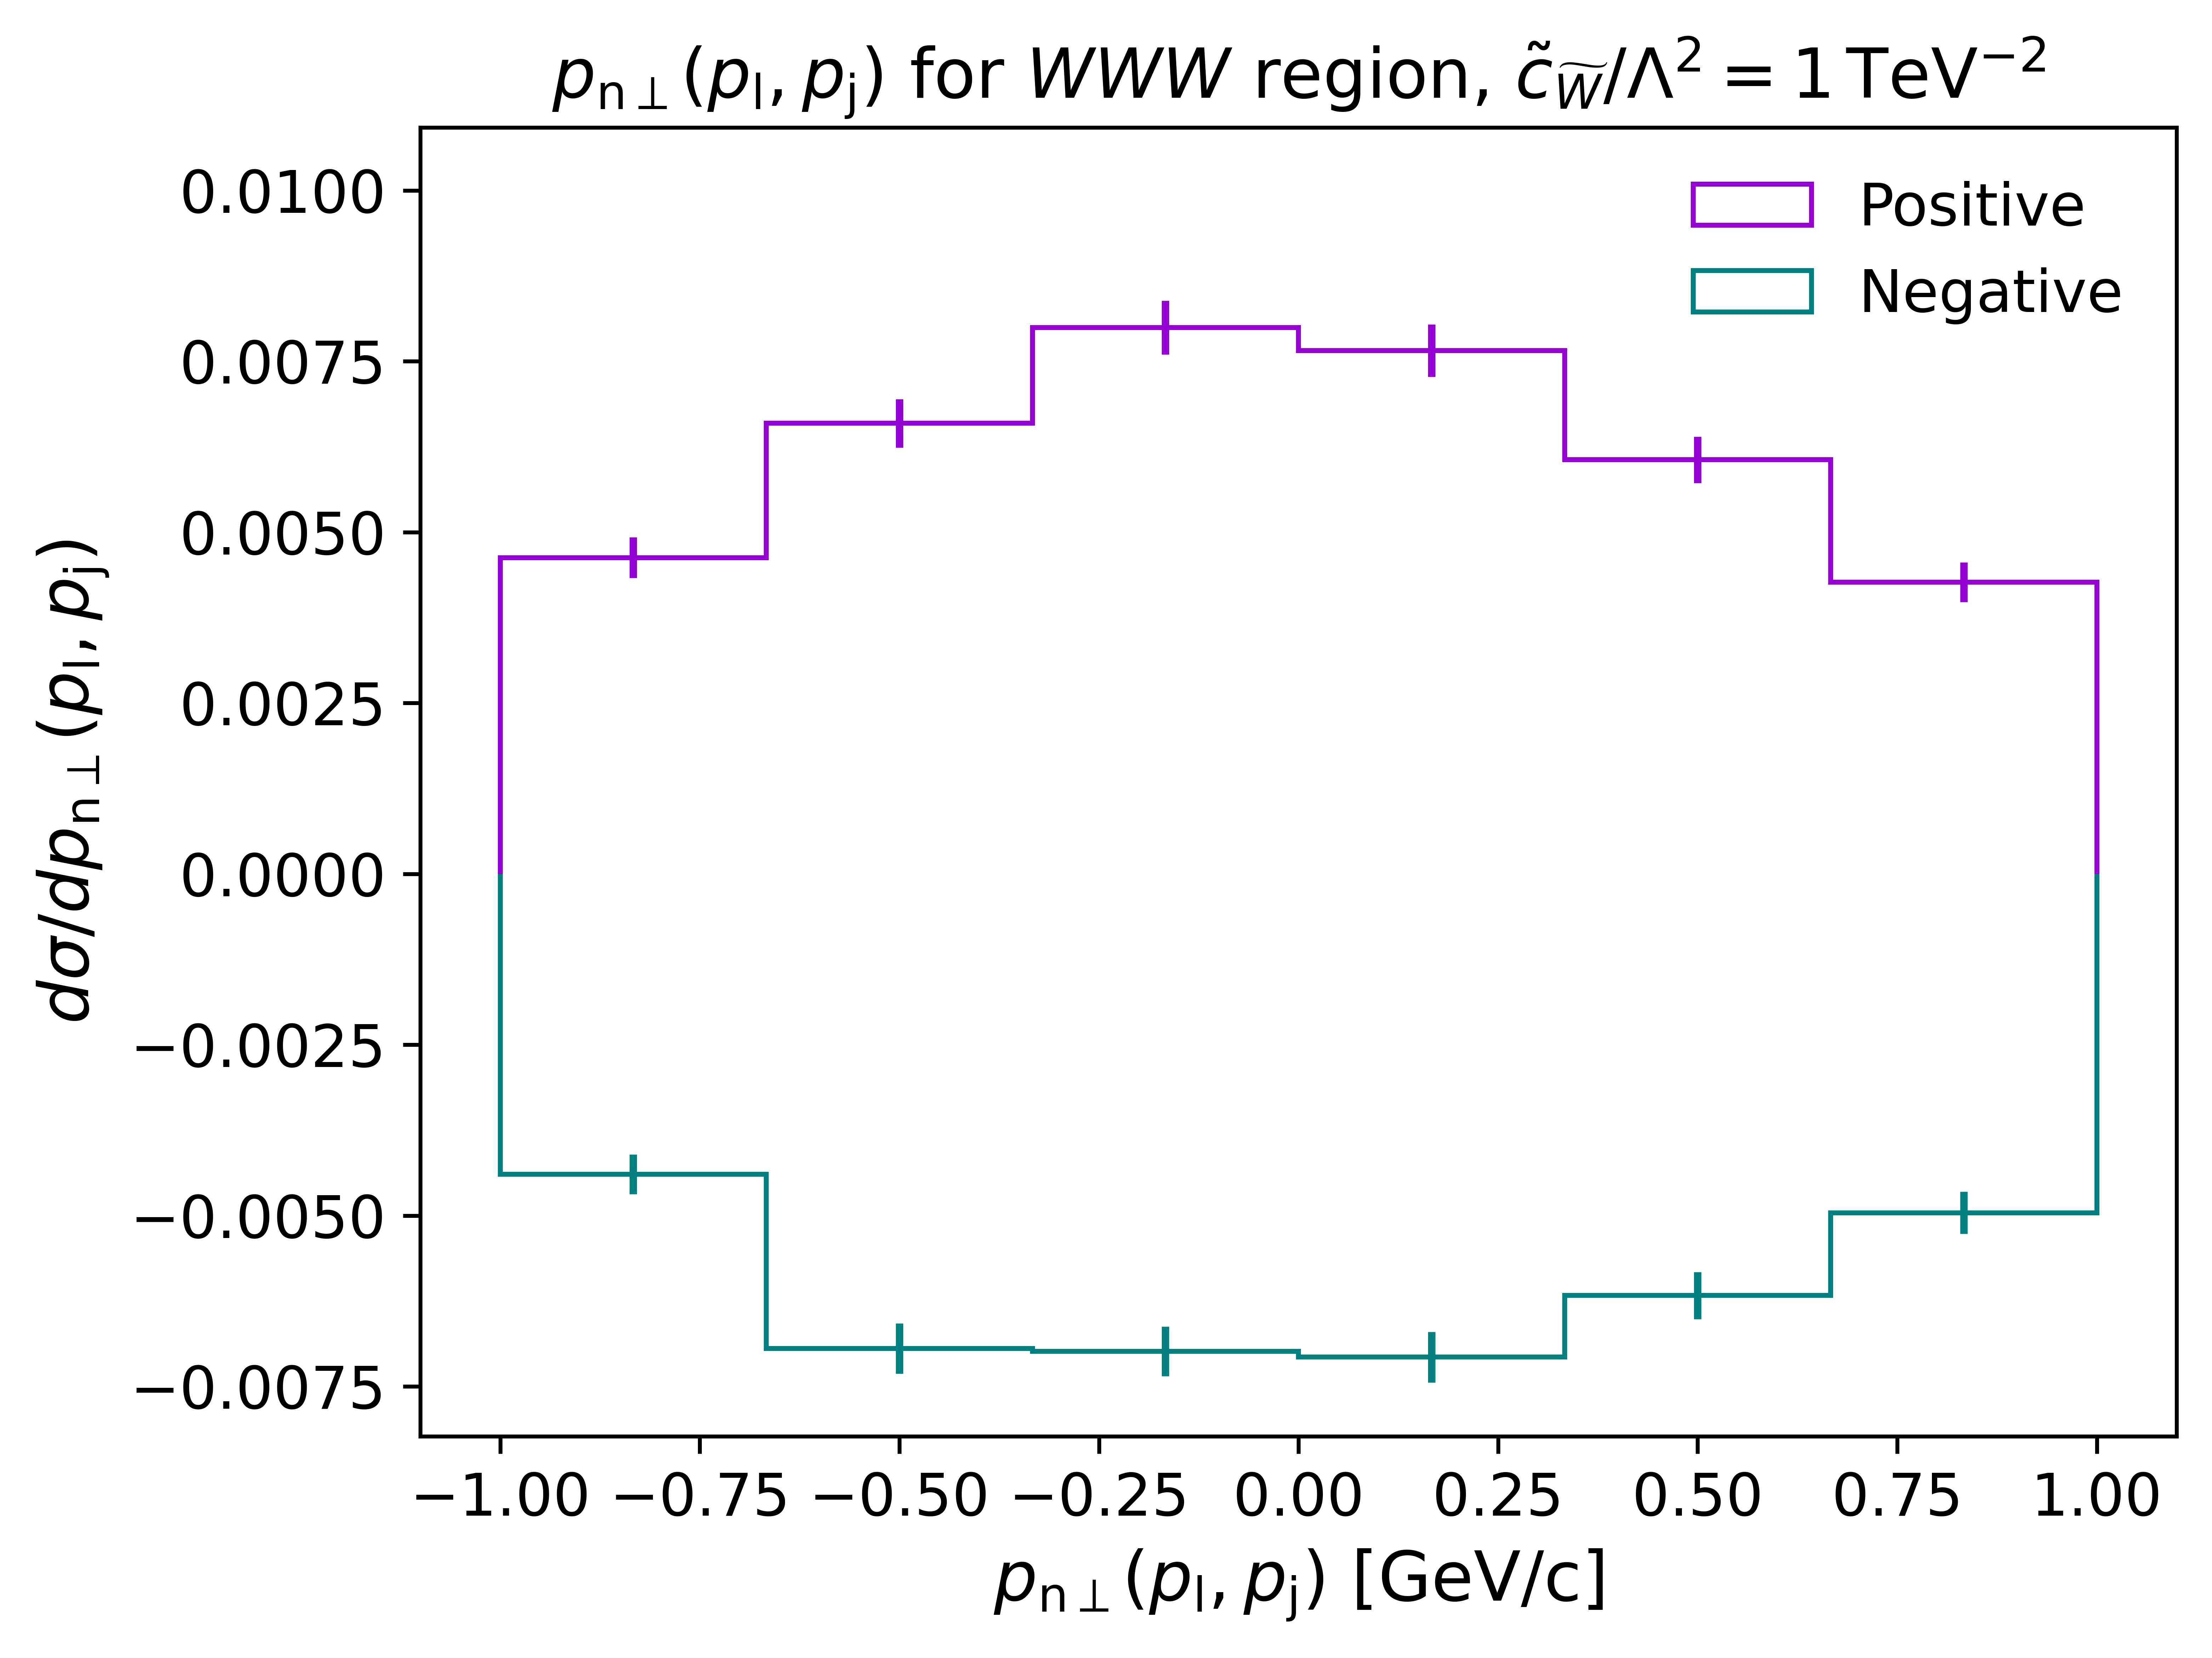 p_n⊥(p_l, p_j) for WWW region, c̃_W̃/Λ² = 1 TeV⁻²
Positive
Negative
dσ/dp_n⊥(p_l, p_j)
0.0100
0.0075
0.0050
0.0025
0.0000
−0.0025
−0.0050
−0.0075
−1.00 −0.75 −0.50 −0.25 0.00 0.25 0.50 0.75 1.00
p_n⊥(p_l, p_j) [GeV/c]